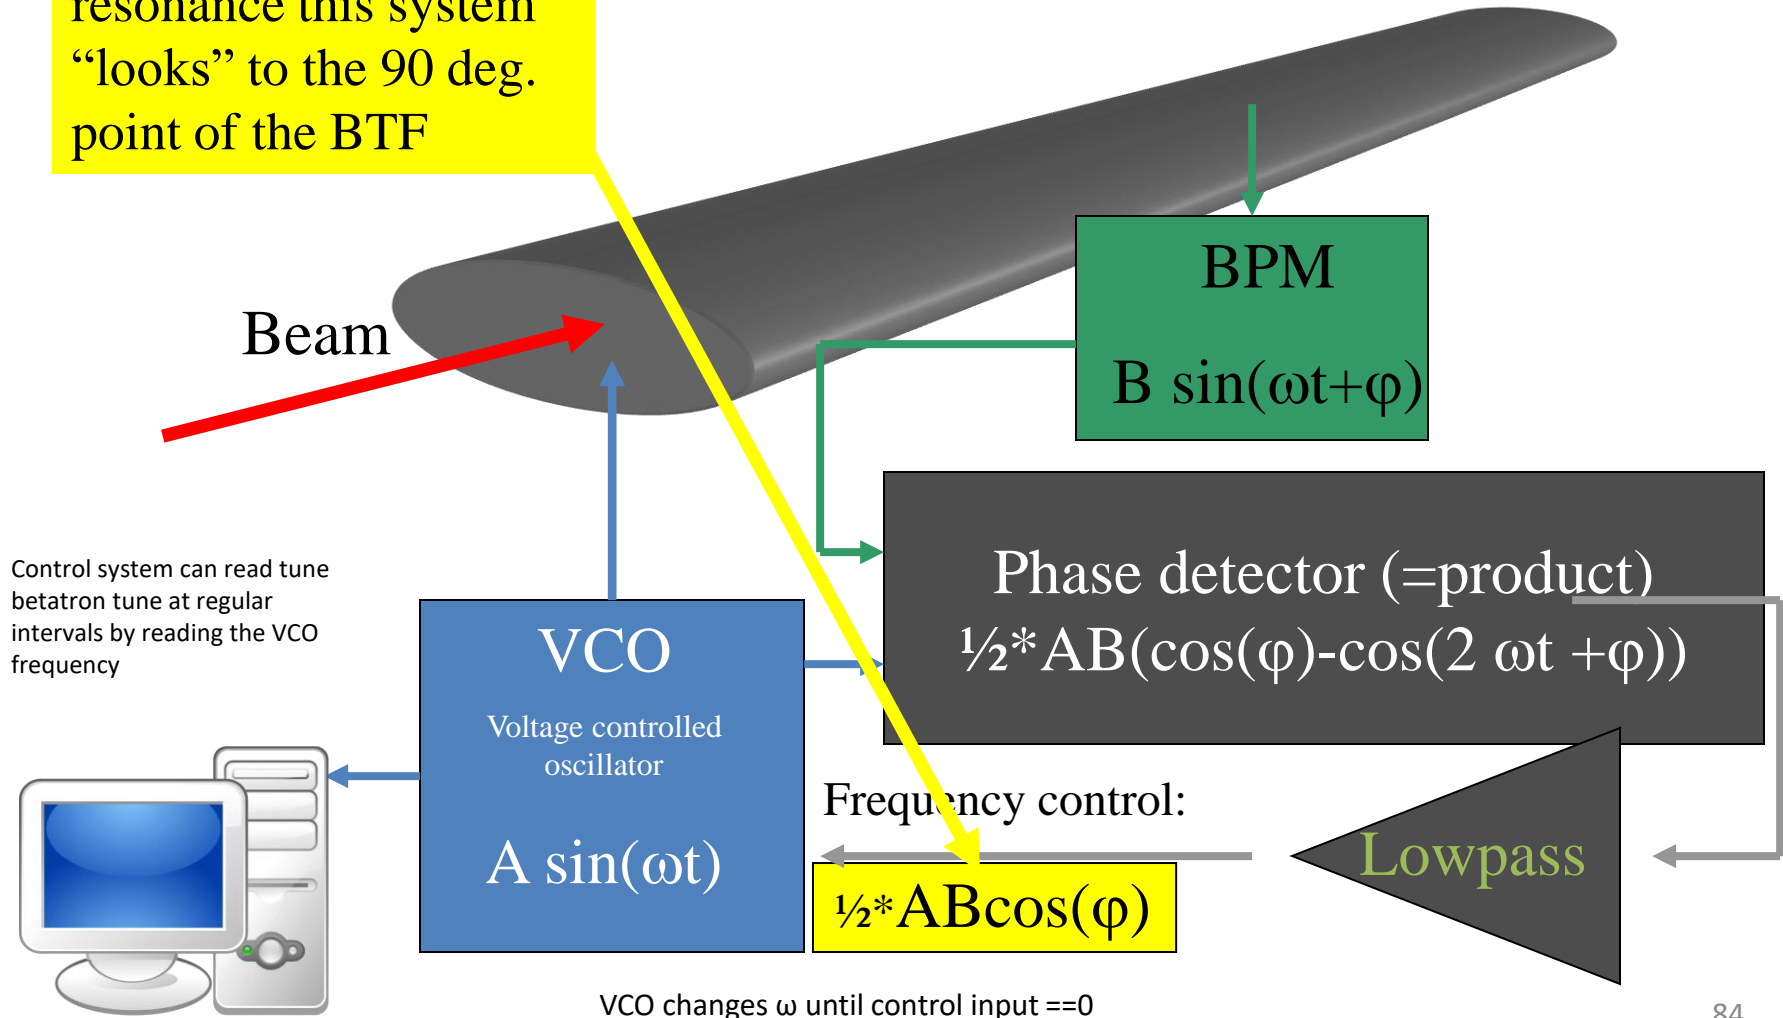 resonance this system
“looks” to the 90 deg.
point of the BTF
Beam
BPM
B sin(ωt+φ)
Phase detector (=product)
½*AB(cos(φ)-cos(2 ωt +φ))
Control system can read tune
betatron tune at regular
intervals by reading the VCO
frequency
VCO
Voltage controlled
oscillator
A sin(ωt)
Frequency control:
½*ABcos(φ)
Lowpass
VCO changes ω until control input ==0
84